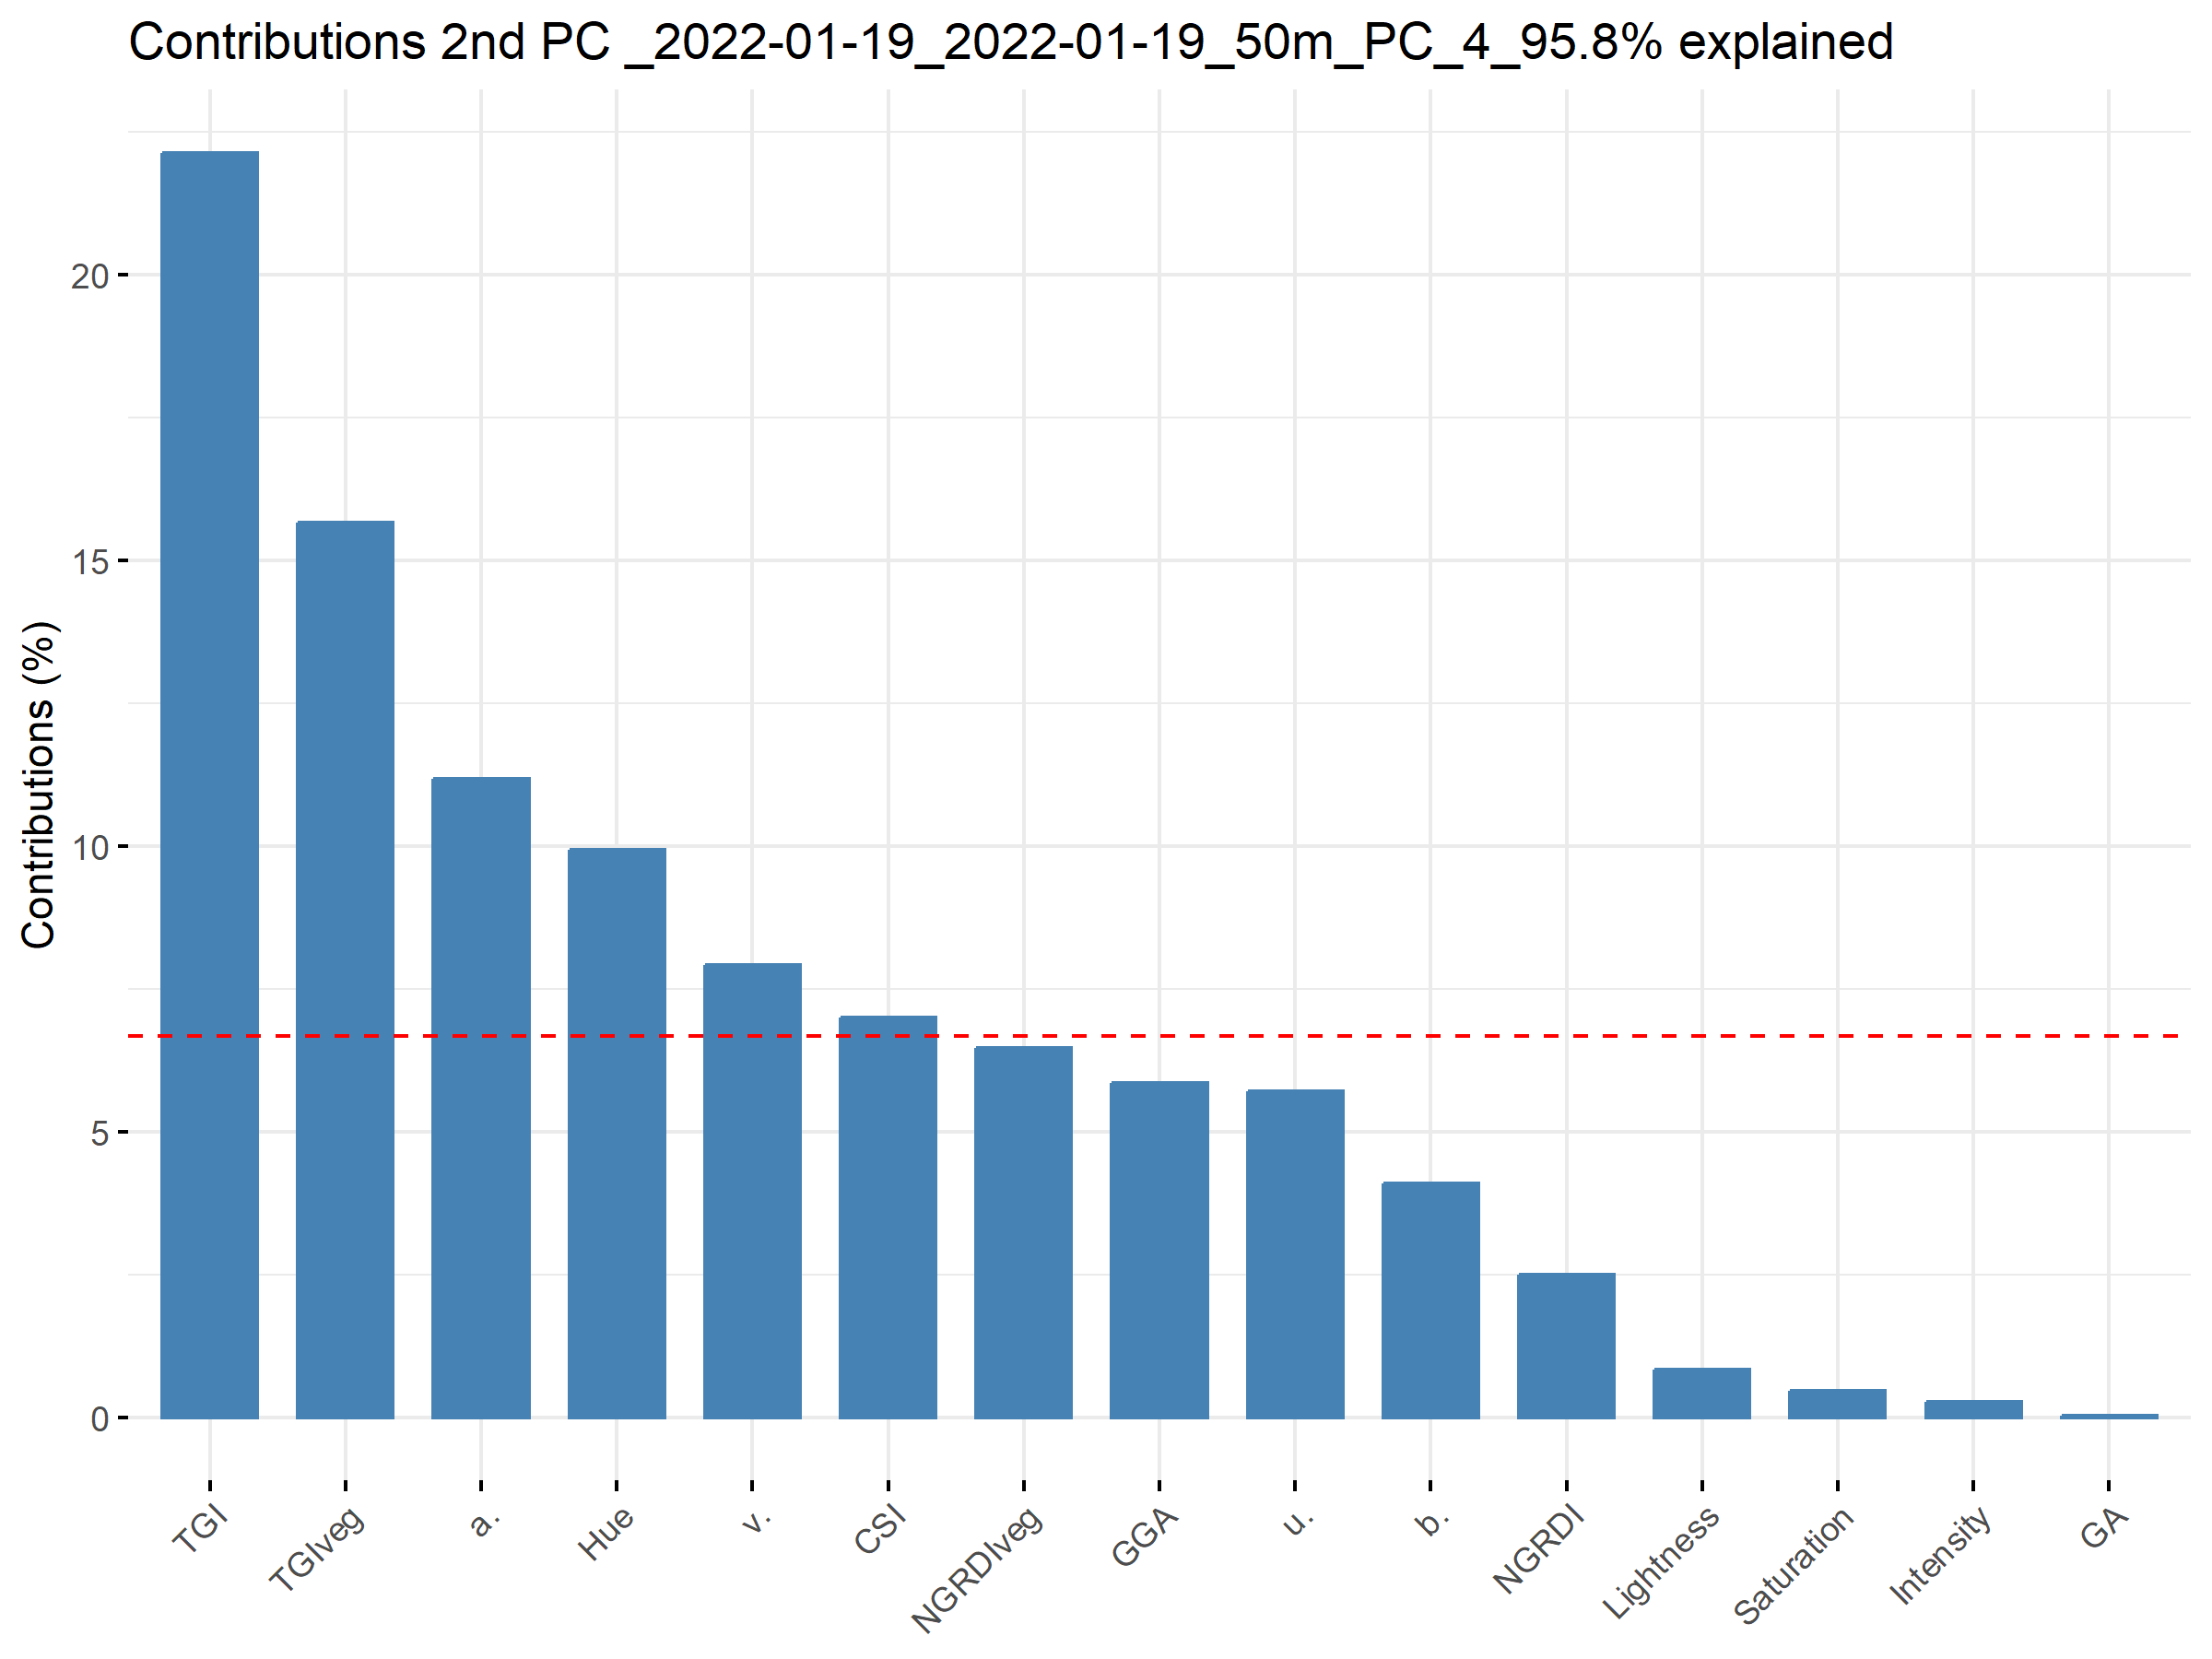 Contributions 2nd PC _2022-01-19_2022-01-19_50m_PC_4_95.8% explained
Contributions (%)
20
15
10
5
0
TGI
TGIveg
a.
Hue
v.
CSI
NGRDIveg
GGA
u.
b.
NGRDI
Lightness
Saturation
Intensity
GA